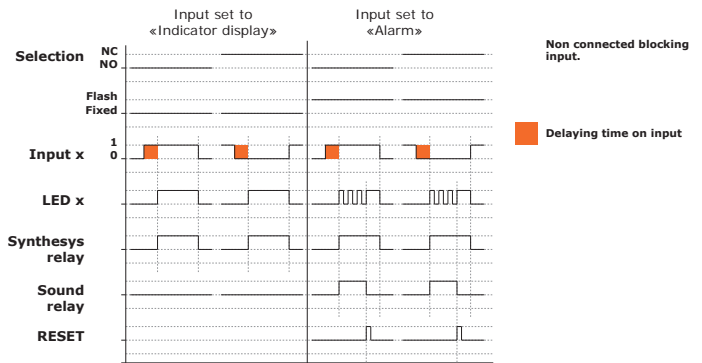 Input set to
«Indicator display»
Input set to
«Alarm»
Selection
NC
NO
Non connected blocking
input.
Flash
Fixed
Input x
1
0
Delaying time on input
LED x
Synthesys
relay
Sound
relay
RESET